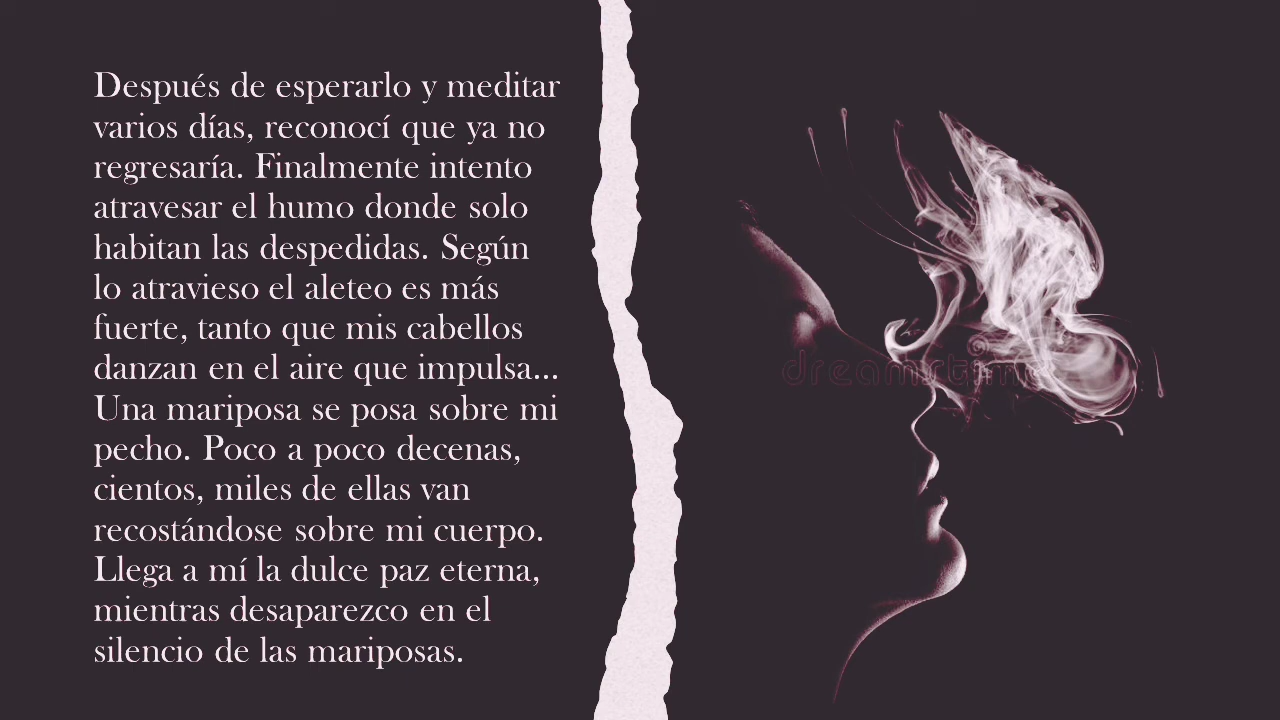 Después de esperarlo y meditar
varios días, reconocí que ya no
regresaría. Finalmente intento
atravesar el humo donde solo
habitan las despedidas. Según
lo atravieso el aleteo es más
fuerte, tanto que mis cabellos
danzan en el aire que impulsa...
Una mariposa se posa sobre mi
pecho. Poco a poco decenas,
cientos, miles de ellas van
recostándose sobre mi cuerpo.
Llega a mí la dulce paz eterna,
mientras desaparezco en el
silencio de las mariposas.
dreamstime